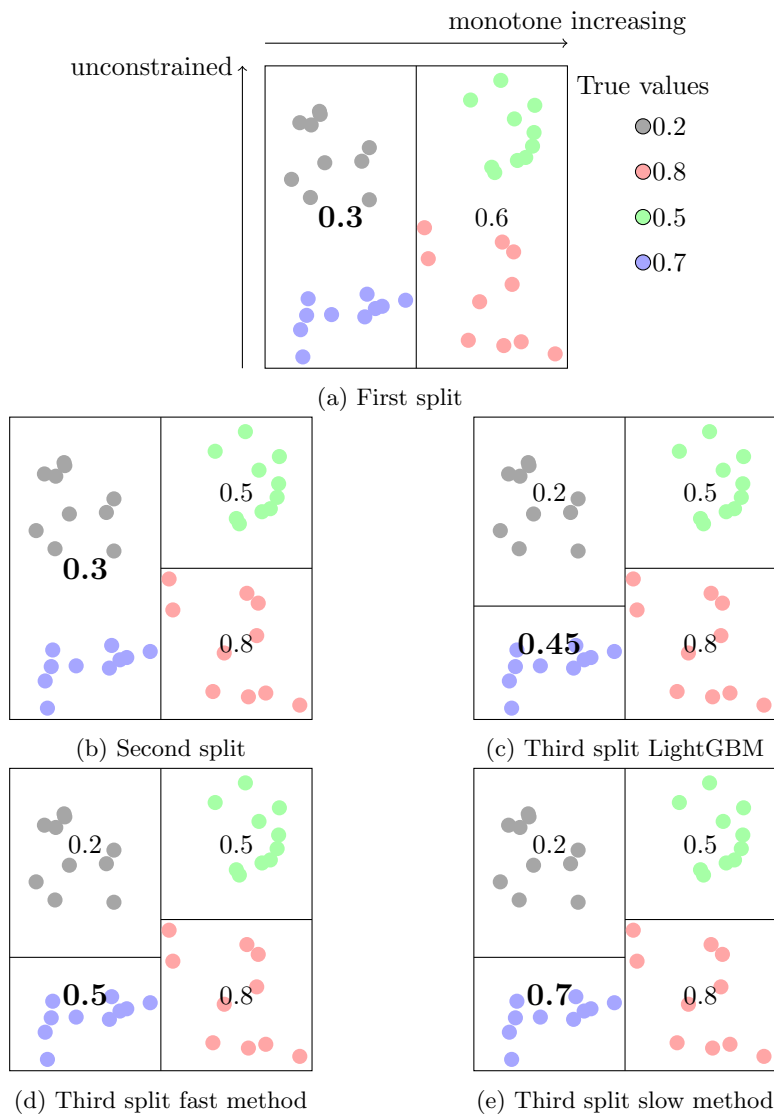 monotone increasing
unconstrained
True values
0.2
0.8
0.5
0.7
0.3 0.6
(a) First split
0.5
0.3
0.8
(b) Second split
0.2 0.5
0.45 0.8
(c) Third split LightGBM
0.2 0.5
0.5 0.8
(d) Third split fast method
0.2 0.5
0.7 0.8
(e) Third split slow method